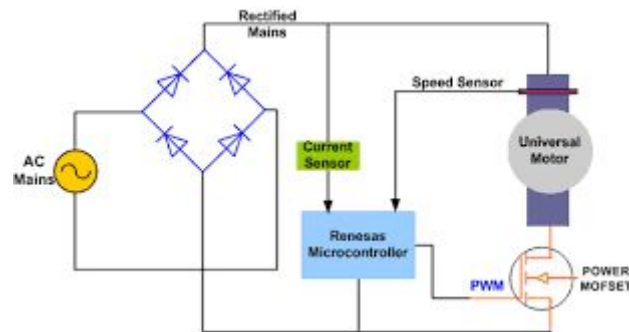 Rectified
Mains
Speed Sensor
Current
Sensor
Universal
Motor
AC
Mains
Renesas
Microcontroller
PWM
POWER
MOFSET